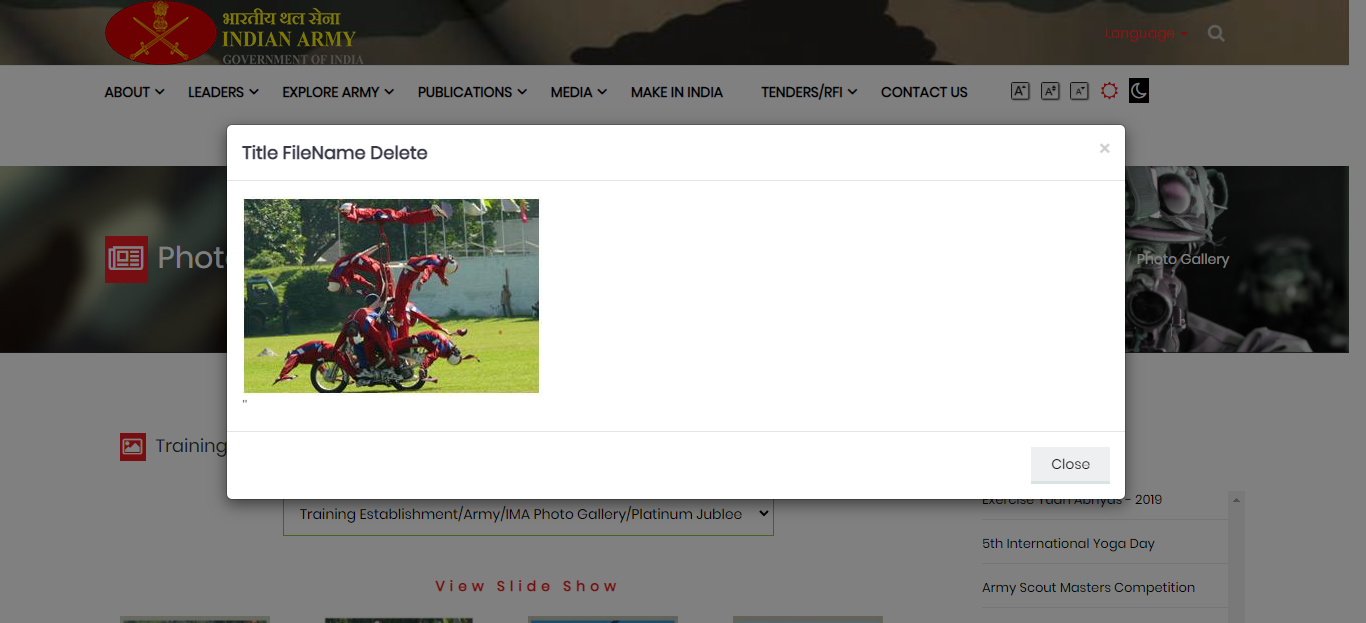 भारतीय थल सेना
INDIAN ARMY
GOVERNMENT OF INDIA
Language
ABOUT LEADERS EXPLORE ARMY PUBLICATIONS MEDIA MAKE IN INDIA TENDERS/RFI CONTACT US A+ A± A-
Title FileName Delete ×
Phot
/ Photo Gallery
"
Training
Close
Training Establishment/Army/IMA Photo Gallery/Platinum Jublee
Exercise Yudh Abhyas - 2019
5th International Yoga Day
View Slide Show
Army Scout Masters Competition